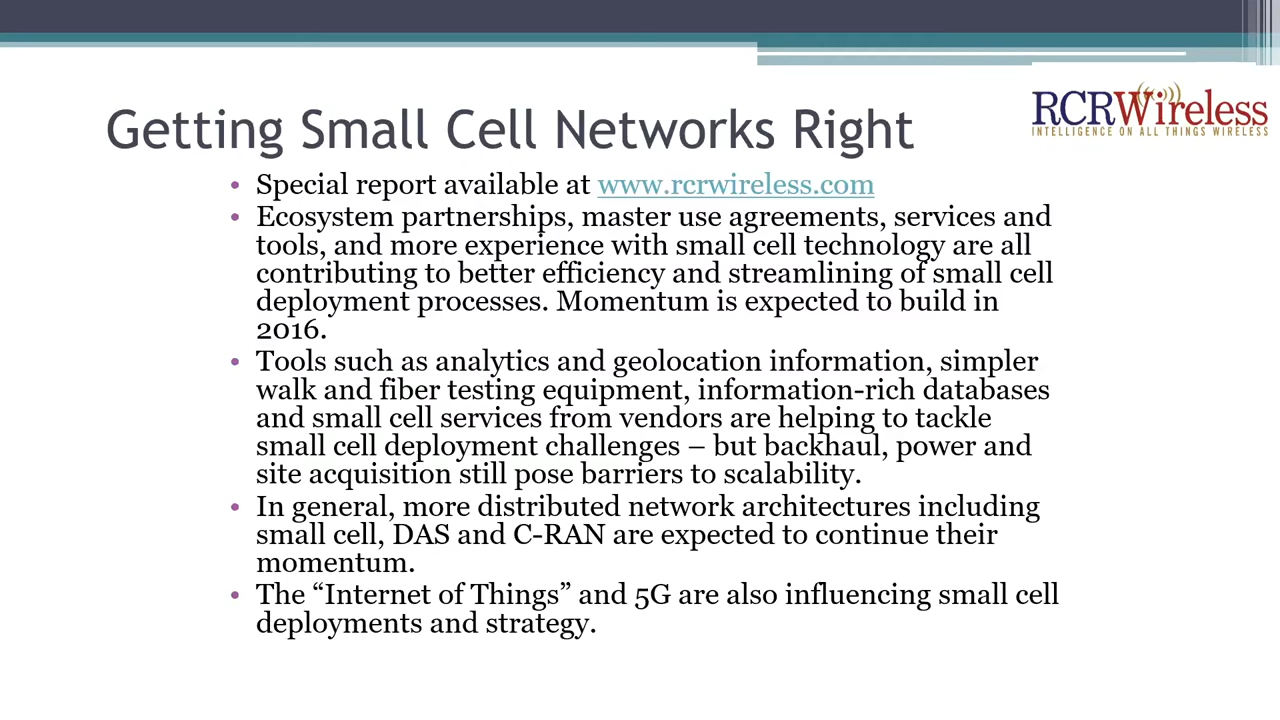 RCRWireless
INTELLIGENCE ON ALL THINGS WIRELESS
Getting Small Cell Networks Right
• Special report available at www.rcrwireless.com
• Ecosystem partnerships, master use agreements, services and
tools, and more experience with small cell technology are all
contributing to better efficiency and streamlining of small cell
deployment processes. Momentum is expected to build in
2016.
• Tools such as analytics and geolocation information, simpler
walk and fiber testing equipment, information-rich databases
and small cell services from vendors are helping to tackle
small cell deployment challenges – but backhaul, power and
site acquisition still pose barriers to scalability.
• In general, more distributed network architectures including
small cell, DAS and C-RAN are expected to continue their
momentum.
• The “Internet of Things” and 5G are also influencing small cell
deployments and strategy.